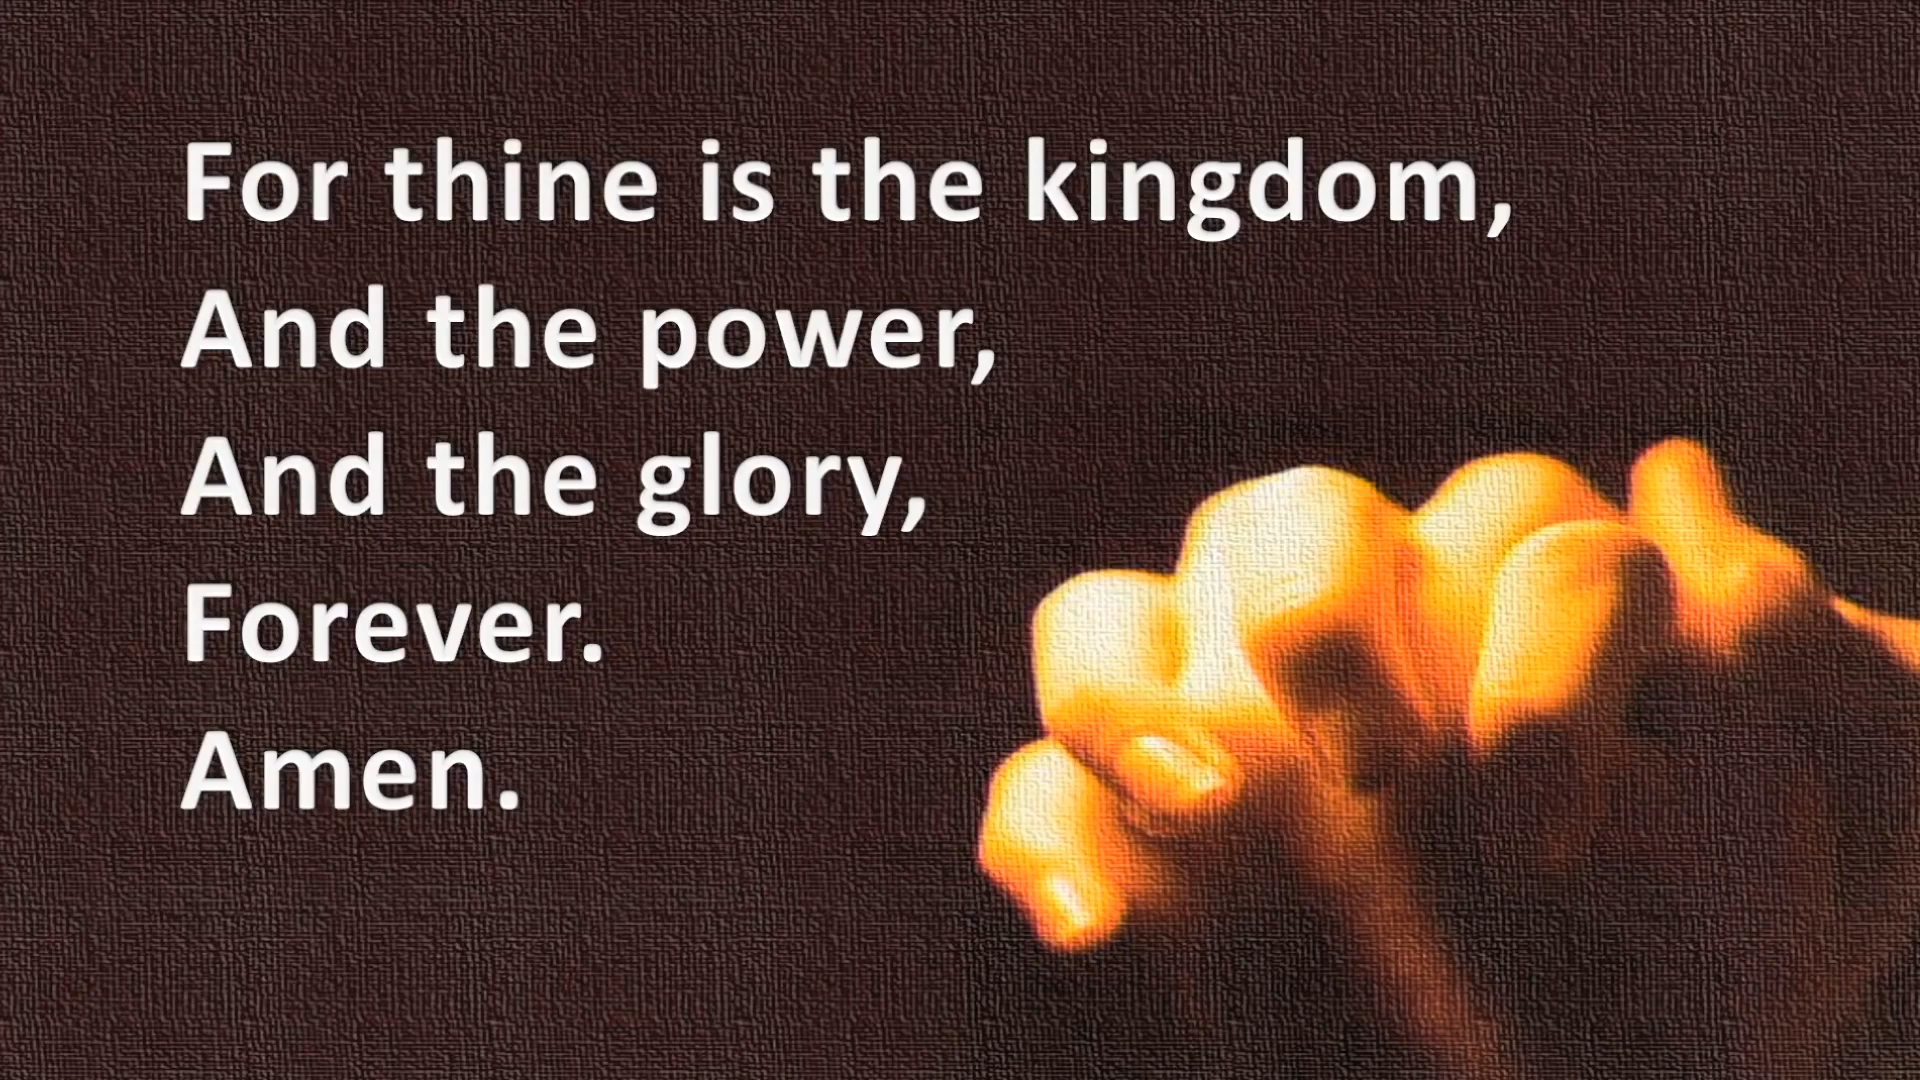 For thine is the kingdom,
And the power,
And the glory,
Forever.
Amen.